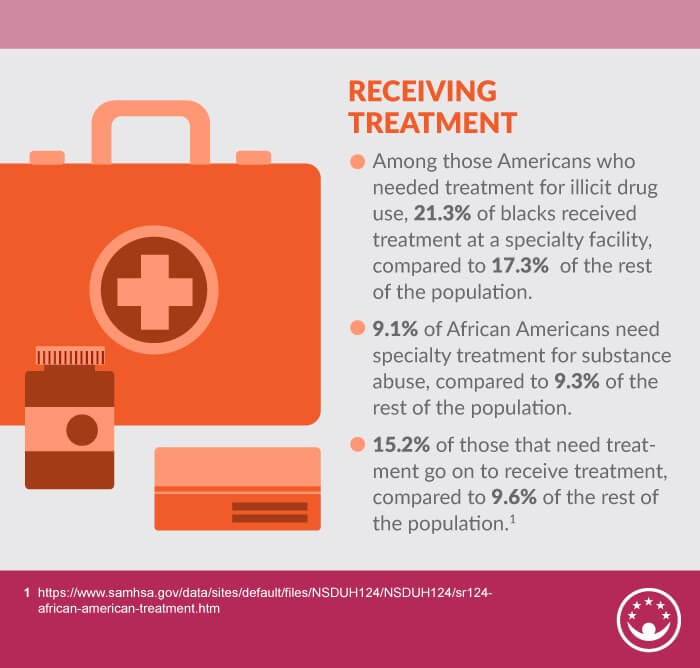 RECEIVING
TREATMENT
Among those Americans who
needed treatment for illicit drug
use, 21.3% of blacks received
treatment at a specialty facility,
compared to 17.3% of the rest
of the population.
9.1% of African Americans need
specialty treatment for substance
abuse, compared to 9.3% of the
rest of the population.
15.2% of those that need treat-
ment go on to receive treatment,
compared to 9.6% of the rest of
the population.1
1 https://www.samhsa.gov/data/sites/default/files/NSDUH124/NSDUH124/sr124-
african-american-treatment.htm